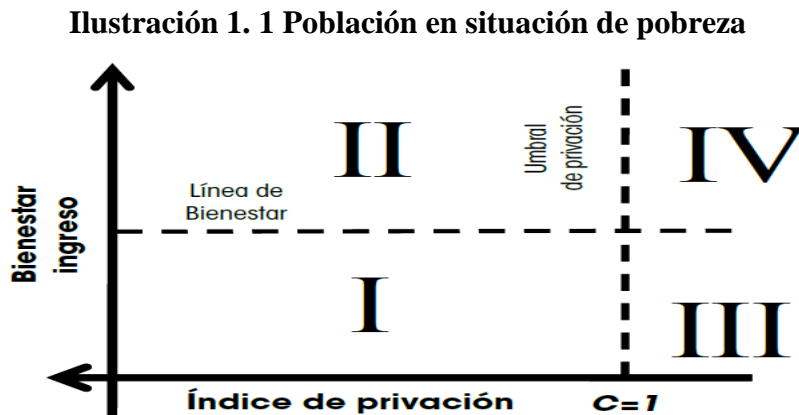 Ilustración 1. 1 Población en situación de pobreza
Bienestar
ingreso
II
Umbral
de privación
IV
Línea de
Bienestar
I
III
Índice de privación
C=1